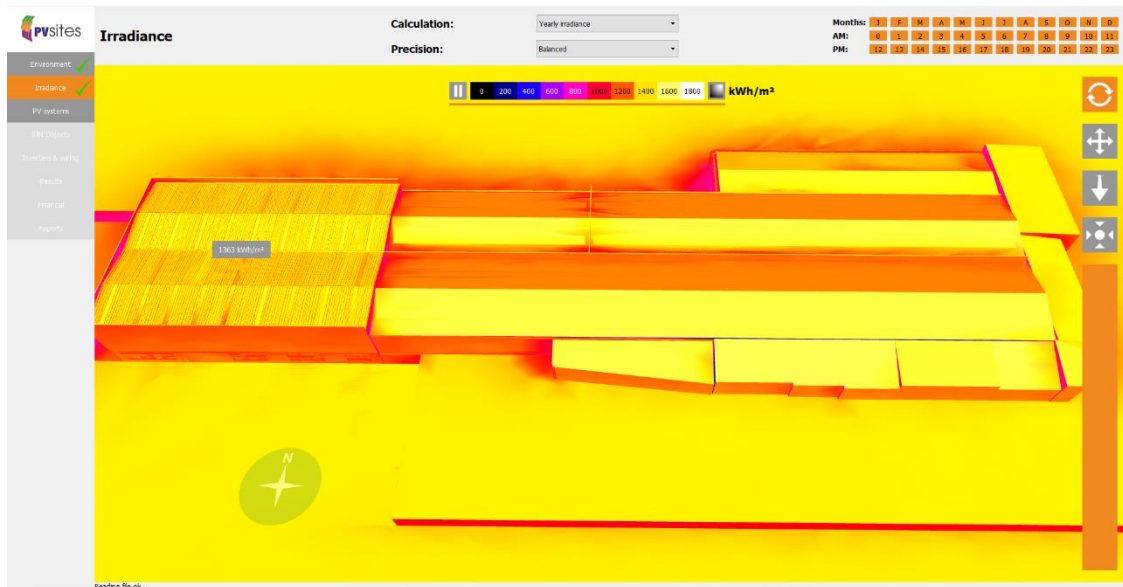 PVsites
Irradiance
Calculation:
Yearly irradiance
Precision:
Balanced
Months: J F M A M J J A S O N D
AM: 0 1 2 3 4 5 6 7 8 9 10 11
PM: 12 13 14 15 16 17 18 19 20 21 22 23
Environment
Irradiance
PV systems
BIM Objects
Inverters & wiring
Results
Financial
Reports
0 200 400 600 800 1000 1200 1400 1600 1800 kWh/m²
1363 kWh/m²
N
Reading file ok